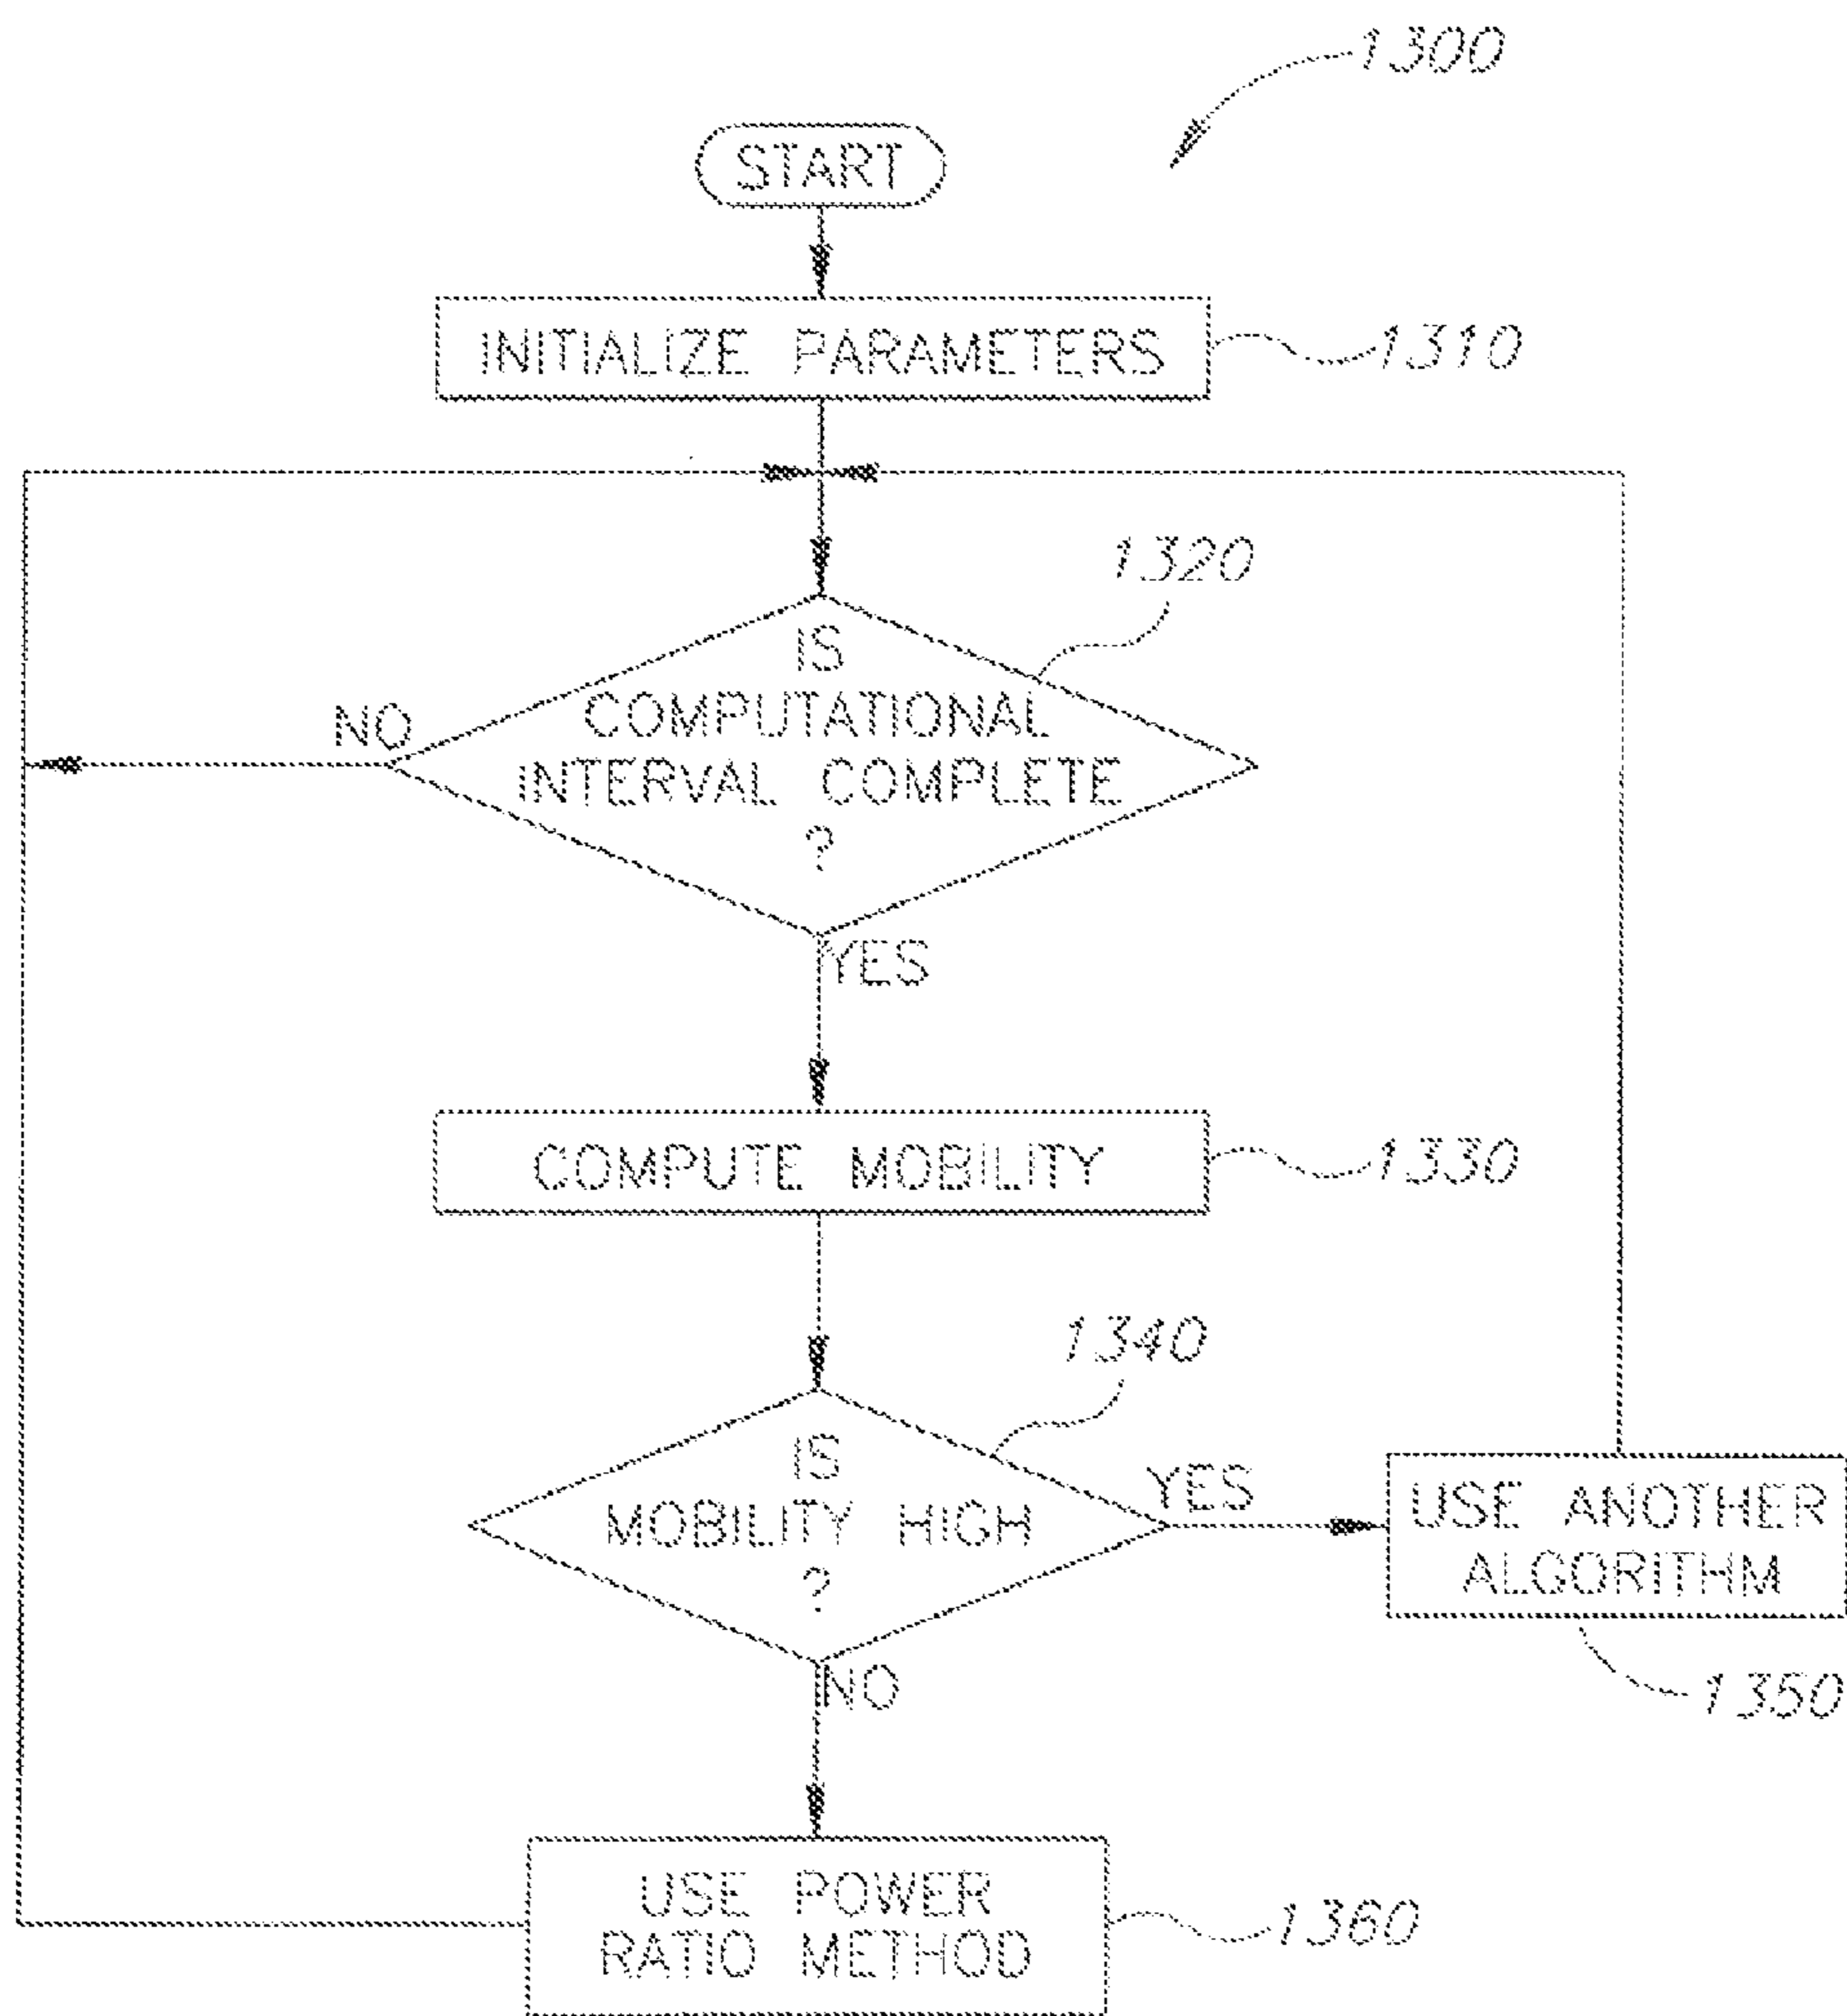 1300
START
INITIALIZE PARAMETERS
1310
1320
IS
COMPUTATIONAL
INTERVAL COMPLETE
?
NO
YES
COMPUTE MOBILITY
1330
1340
IS
MOBILITY HIGH
?
YES
USE ANOTHER
ALGORITHM
1350
NO
USE POWER
RATIO METHOD
1360